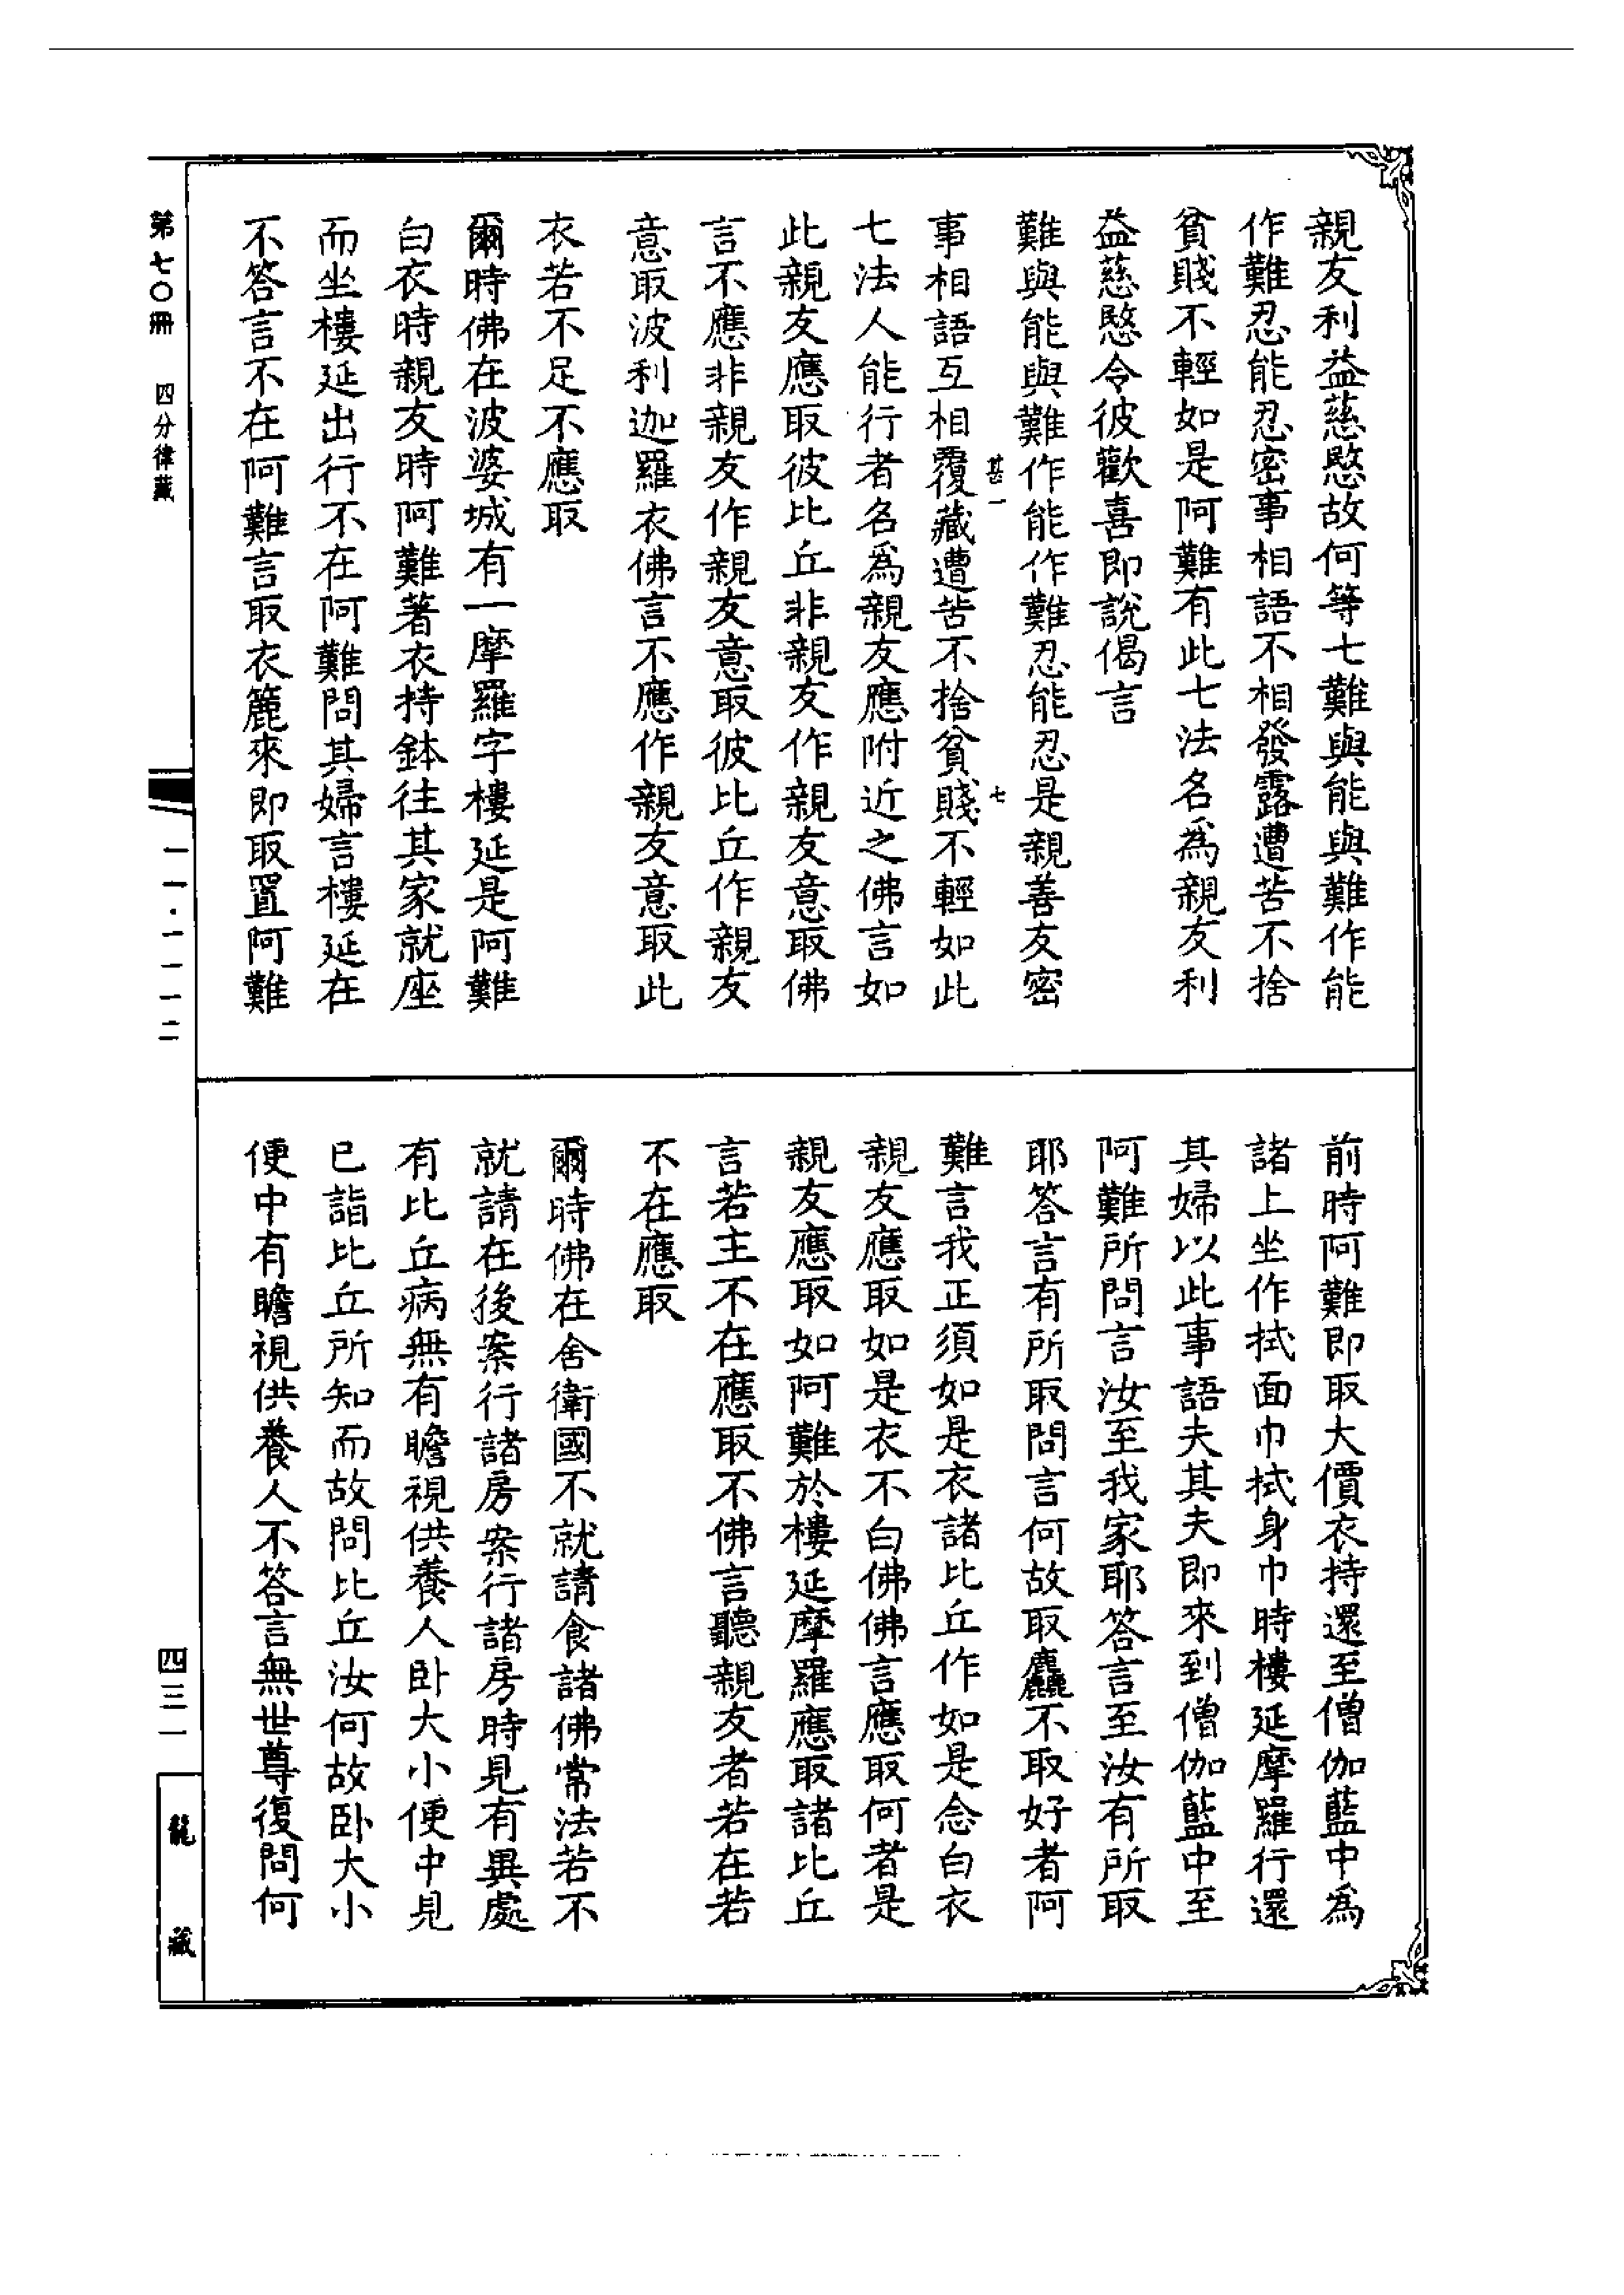 親友利益慈愍故何等七難與能與難作能
作難忍能忍密事相語不相發露遭苦不捨
貧賤不輕如是阿難有此七法名為親友利
益慈愍令彼歡喜即說偈言
難與能與難作能作難忍能忍是親善友密
甚一 七
事相語互相覆藏遭苦不捨貧賤不輕如此
七法人能行者名爲親友應附近之佛言如
此親友應取彼比丘非親友作親友意取佛
言不應非親友作親友意取彼比丘作親友
意取波利迦羅衣佛言不應作親友意取此
衣若不足不應取
爾時佛在波婆城有一摩羅字樓延是阿難
白衣時親友時阿難著衣持鉢往其家就座
而坐樓延出行不在阿難問其婦言樓延在
不答言不在阿難言取衣簏來即取置阿難
前時阿難即取大價衣持還至僧伽藍中爲
諸上坐作拭面巾拭身巾時樓延摩羅行還
其婦以此事語夫其夫即來到僧伽藍中至
阿難所問言汝至我家耶答言至汝有所取
耶答言有所取問言何故取麤不取好者阿
難言我正須如是衣諸比丘作如是念白衣
親友應取如是衣不白佛佛言應取何者是
親友應取如阿難於樓延摩羅應取諸比丘
言若主不在應取不佛言聽親友者若在若
不在應取
爾時佛在舍衛國不就請食諸佛常法若不
就請在後案行諸房案行諸房時見有異處
有比丘病無有瞻視供養人卧大小便中見
已詣比丘所知而故問比丘汝何故卧大小
便中有瞻視供養人不答言無世尊復問何
第七〇冊 四分律藏 一一·一一一二 四三一 龍藏